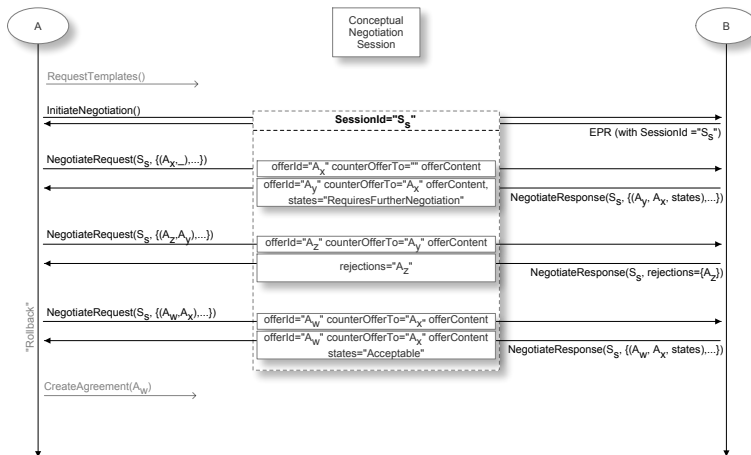 A
Conceptual
Negotiation
Session
B
RequestTemplates()
InitiateNegotiation()
SessionId="Ss"
EPR (with SessionId ="Ss")
NegotiateRequest(Ss, {(Ax,_),...})
offerId="Ax" counterOfferTo="" offerContent
offerId="Ay" counterOfferTo="Ax" offerContent,
states="RequiresFurtherNegotiation"
NegotiateResponse(Ss, {(Ay, Ax, states),...})
NegotiateRequest(Ss, {(Az,Ay),...})
offerId="Az" counterOfferTo="Ay" offerContent
rejections="Az"
NegotiateResponse(Ss, rejections={Az})
"Rollback"
NegotiateRequest(Ss, {(Aw,Ax),...})
offerId="Aw" counterOfferTo="Ax" offerContent
offerId="Aw" counterOfferTo="Ax" offerContent
states="Acceptable"
NegotiateResponse(Ss, {(Aw, Ax, states),...})
CreateAgreement(Aw)